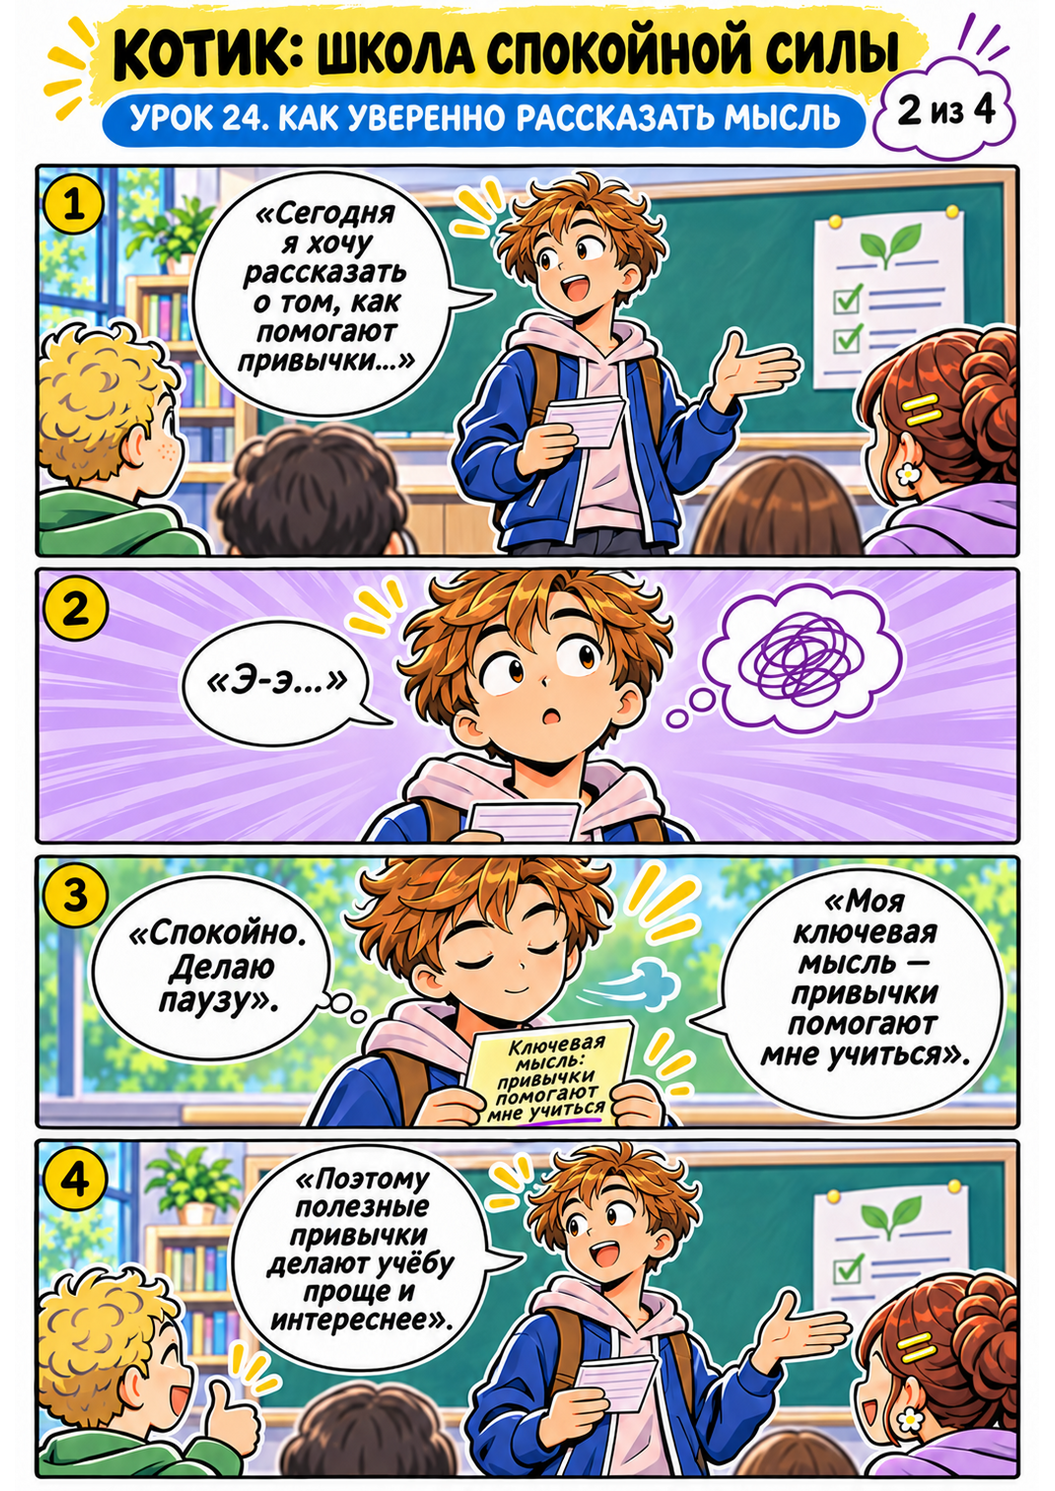 КОТИК: ШКОЛА СПОКОЙНОЙ СИЛЫ
УРОК 24. КАК УВЕРЕННО РАССКАЗАТЬ МЫСЛЬ
2 из 4
1
«Сегодня
я хочу
рассказать
о том, как
помогают
привычки...»
2
«Э-э...»
3
«Спокойно.
Делаю
паузу».
Ключевая
мысль:
привычки
помогают
мне учиться
«Моя
ключевая
мысль –
привычки
помогают
мне учиться».
4
«Поэтому
полезные
привычки
делают учёбу
проще и
интереснее».